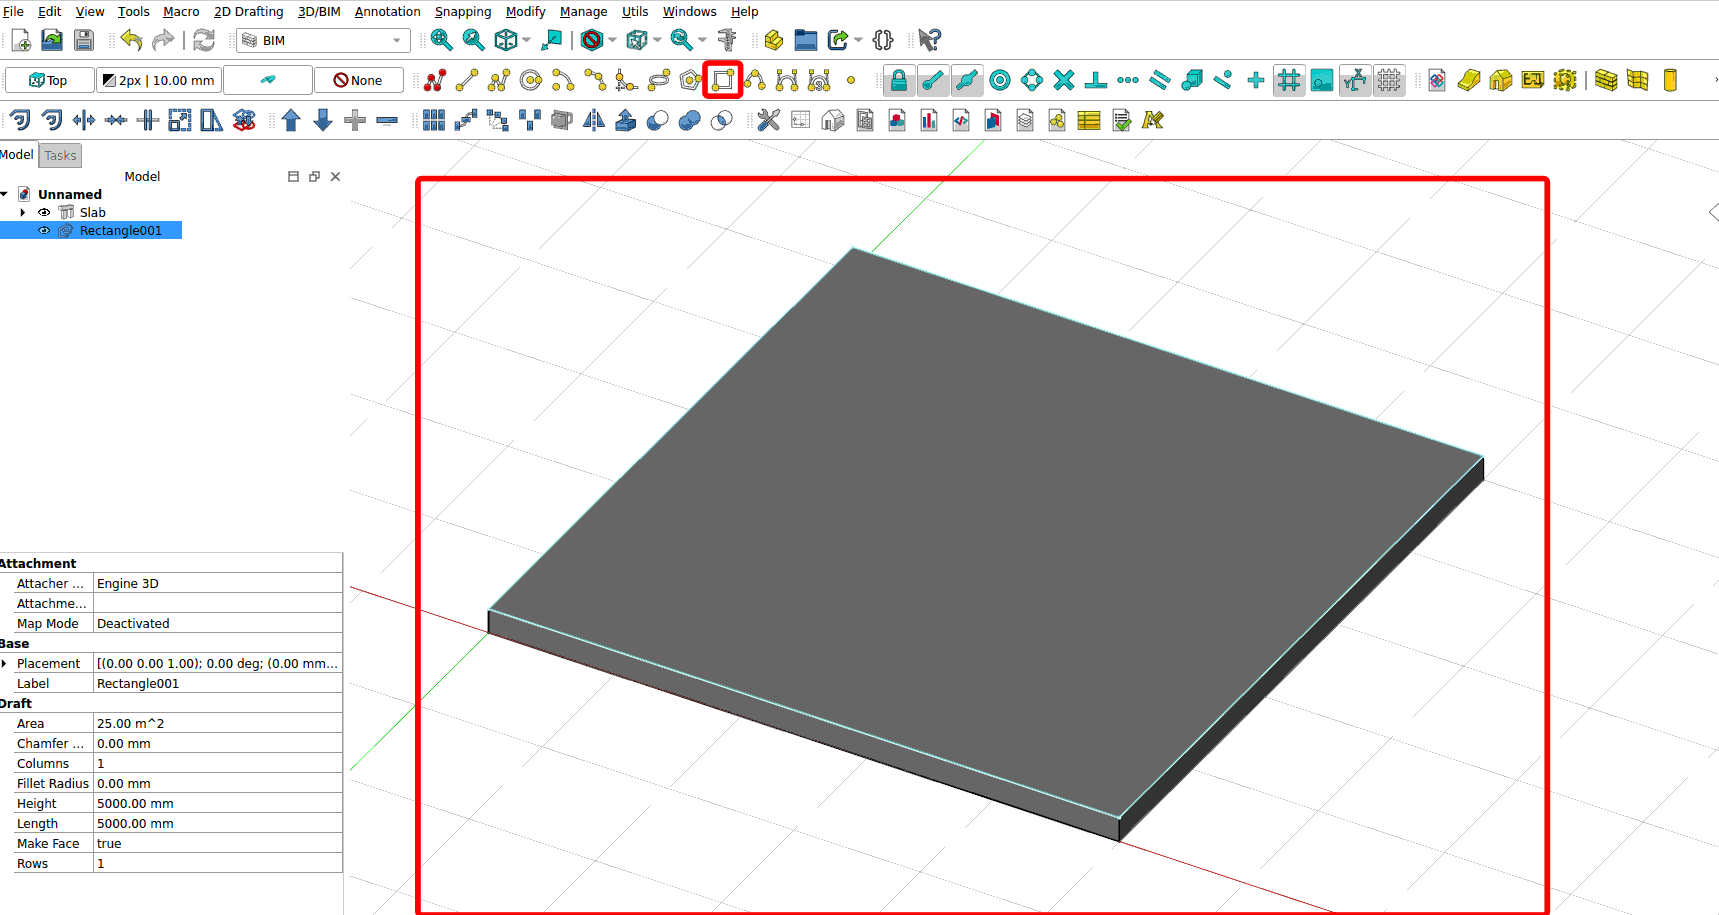 File Edit View Tools Macro 2D Drafting 3D/BIM Annotation Snapping Modify Manage Utils Windows Help
BIM
Top 2px | 10.00 mm None
Model Tasks
Model
Unnamed
Slab
Rectangle001
Attachment
Attacher ... Engine 3D
Attachme...
Map Mode Deactivated
Base
Placement [(0.00 0.00 1.00); 0.00 deg; (0.00 mm...
Label Rectangle001
Draft
Area 25.00 m^2
Chamfer ... 0.00 mm
Columns 1
Fillet Radius 0.00 mm
Height 5000.00 mm
Length 5000.00 mm
Make Face true
Rows 1